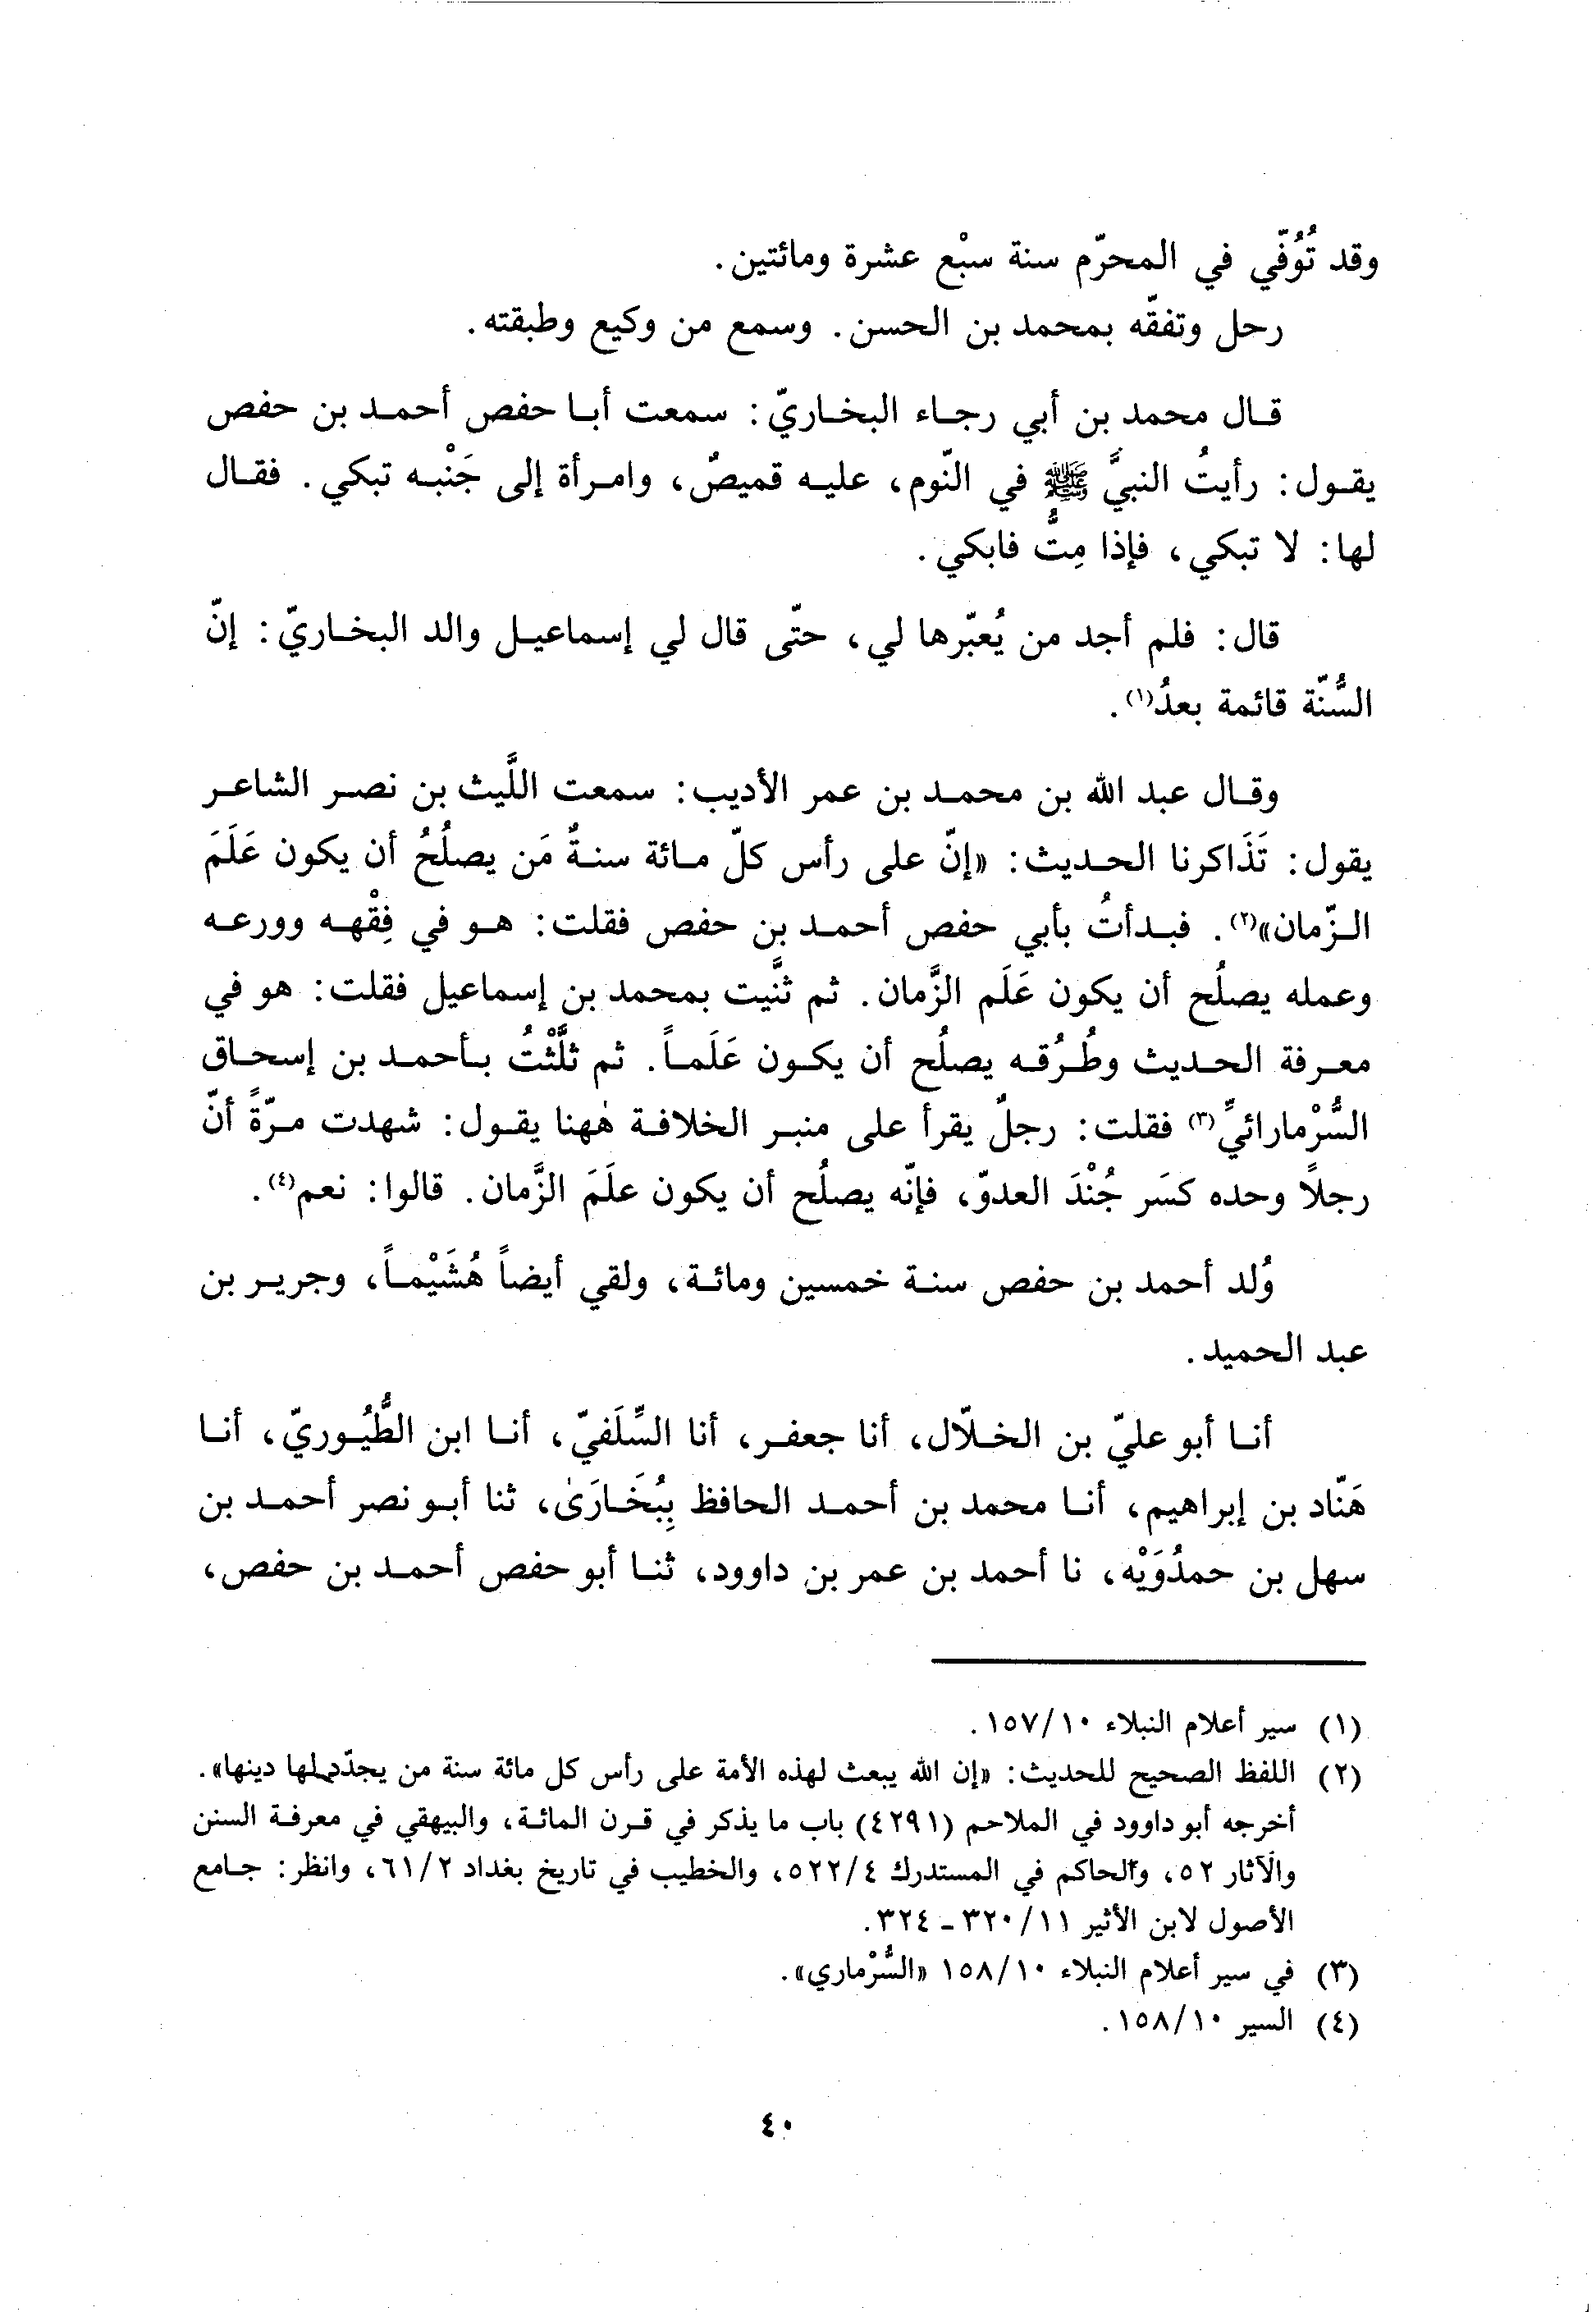 وقد تُوُفّي في المحرّم سنة سبْع عشرة ومائتين.
رحل وتفقّه بمحمد بن الحسن. وسمع من وكيع وطبقته.
قال محمد بن أبي رجاء البخاريّ: سمعت أبا حفص أحمد بن حفص
يقول: رأيتُ النبيَّ ﷺ في النّوم، عليه قميصٌ، وامرأة إلى جَنْبه تبكي. فقال
لها: لا تبكي، فإذا مِتُّ فابكي.
قال: فلم أجد من يُعبّرها لي، حتّى قال لي إسماعيل والد البخاريّ: إنّ
السُّنّة قائمة بعدُ(١).
وقال عبد الله بن محمد بن عمر الأديب: سمعت اللَّيث بن نصر الشاعر
يقول: تَذَاكرنا الحديث: «إنّ على رأس كلّ مائة سنةٌ مَن يصلُحُ أن يكون عَلَمَ
الزّمان»(٢). فبدأتُ بأبي حفص أحمد بن حفص فقلت: هو في فِقْهه وورعه
وعمله يصلُح أن يكون عَلَم الزَّمان. ثم ثنَّيت بمحمد بن إسماعيل فقلت: هو في
معرفة الحديث وطُرُقه يصلُح أن يكون عَلَماً. ثم ثلَّثْتُ بأحمد بن إسحاق
السُّرْمارائيّ(٣) فقلت: رجلٌ يقرأ على منبر الخلافة هٰهنا يقول: شهدت مرّةً أنّ
رجلاً وحده كسَر جُنْدَ العدوّ، فإنّه يصلُح أن يكون علَمَ الزَّمان. قالوا: نعم(٤).
وُلد أحمد بن حفص سنة خمسين ومائة، ولقي أيضاً هُشَيْماً، وجرير بن
عبد الحميد.
أنا أبو عليّ بن الخلّال، أنا جعفر، أنا السِّلَفيّ، أنا ابن الطُّيُوريّ، أنا
هَنّاد بن إبراهيم، أنا محمد بن أحمد الحافظ بِبُخَارَىٰ، ثنا أبو نصر أحمد بن
سهل بن حمدُوَيْه، نا أحمد بن عمر بن داوود، ثنا أبو حفص أحمد بن حفص،
(١) سير أعلام النبلاء ١٥٧/١٠.
(٢) اللفظ الصحيح للحديث: «إن الله يبعث لهذه الأمة على رأس كل مائة سنة من يجدّد لها دينها».
أخرجه أبو داوود في الملاحم (٤٢٩١) باب ما يذكر في قرن المائة، والبيهقي في معرفة السنن
والآثار ٥٢، والحاكم في المستدرك ٥٢٢/٤، والخطيب في تاريخ بغداد ٦١/٢، وانظر: جامع
الأصول لابن الأثير ٣٢٠/١١ - ٣٢٤.
(٣) في سير أعلام النبلاء ١٥٨/١٠ «السُّرْماري».
(٤) السير ١٥٨/١٠.
٤٠